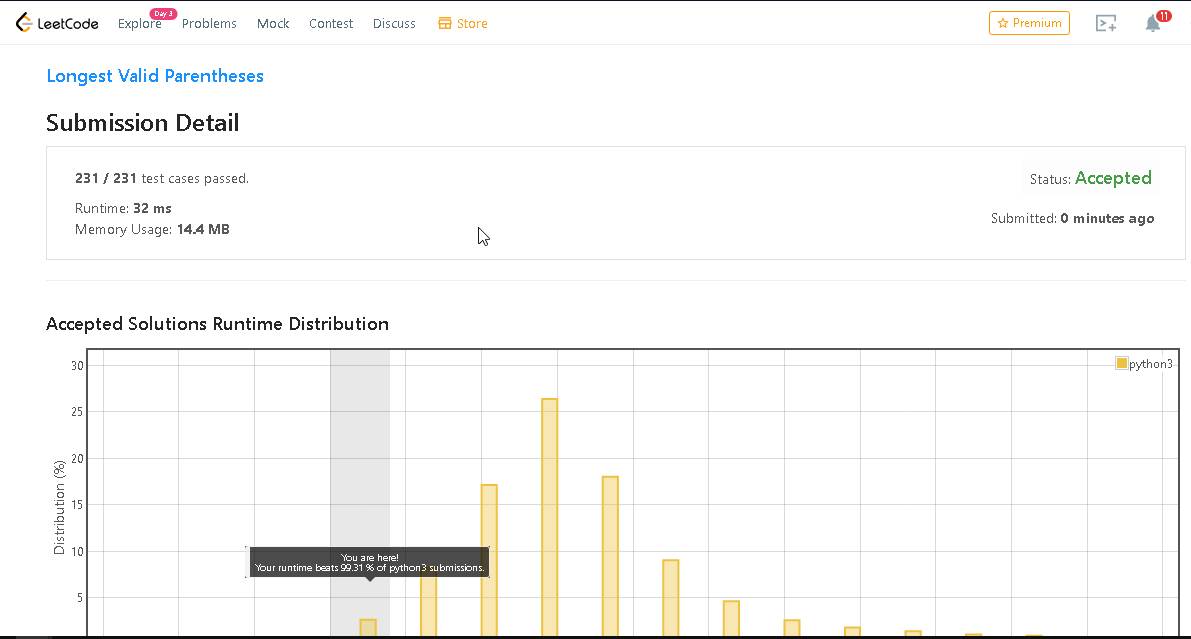 LeetCode Explore Day 3 Problems Mock Contest Discuss Store Premium 11
Longest Valid Parentheses
Submission Detail
231 / 231 test cases passed.
Status: Accepted
Runtime: 32 ms
Submitted: 0 minutes ago
Memory Usage: 14.4 MB
Accepted Solutions Runtime Distribution
python3
30
25
20
15
10
5
Distribution (%)
You are here!
Your runtime beats 99.31 % of python3 submissions.